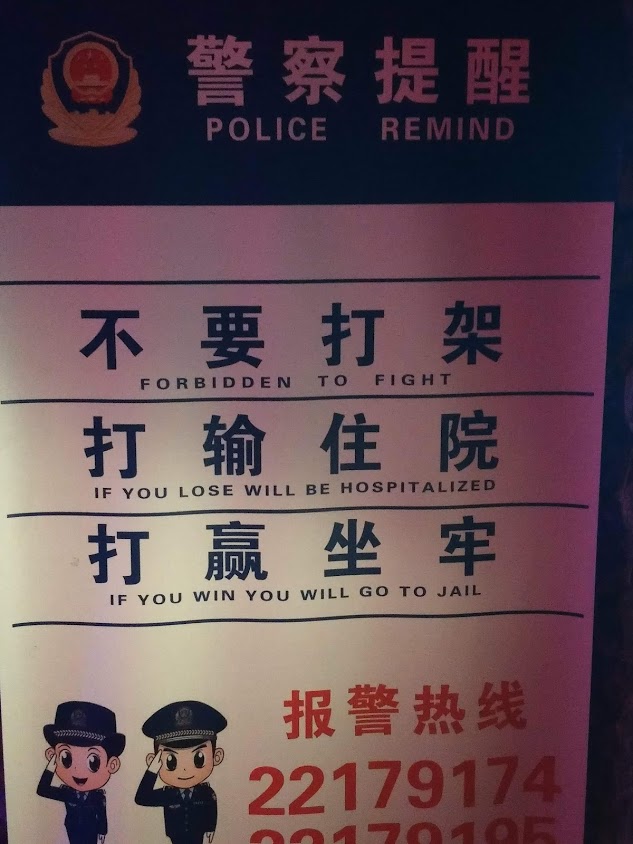 警察提醒
POLICE REMIND
不要打架
FORBIDDEN TO FIGHT
打输住院
IF YOU LOSE WILL BE HOSPITALIZED
打赢坐牢
IF YOU WIN YOU WILL GO TO JAIL
报警热线
22179174
22179195